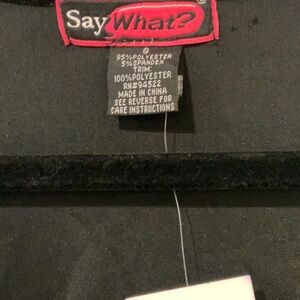 Say What?
S
95%POLYESTER
5%SPANDEX
TRIM:
100%POLYESTER
RN#94522
MADE IN CHINA
SEE REVERSE FOR
CARE INSTRUCTIONS